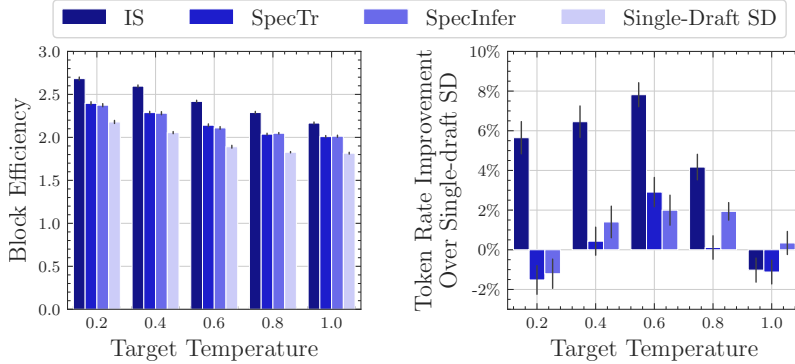 IS SpecTr SpecInfer Single-Draft SD
Block Efficiency
3.0
2.5
2.0
1.5
1.0
0.5
0.0
0.2 0.4 0.6 0.8 1.0
Target Temperature
Token Rate Improvement
Over Single-draft SD
10%
8%
6%
4%
2%
0%
-2%
0.2 0.4 0.6 0.8 1.0
Target Temperature